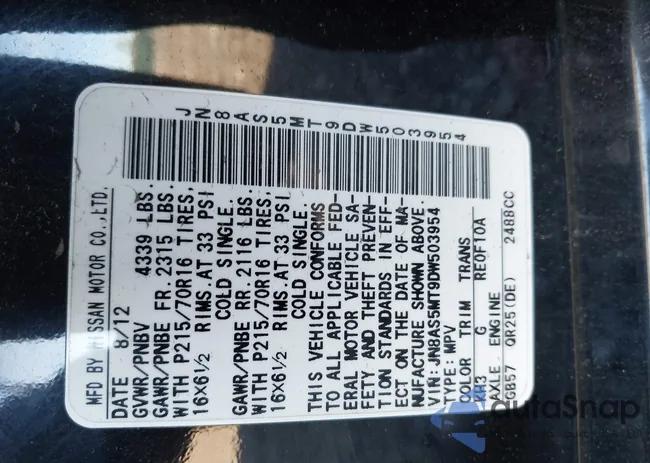 MFD BY NISSAN MOTOR CO.,LTD.
DATE 8/12
GVWR/PNBV 4339 LBS.
GAWR/PNBE FR. 2315 LBS.
WITH P215/70R16 TIRES,
16X6½ RIMS. AT 33 PSI
COLD SINGLE.
GAWR/PNBE RR. 2116 LBS.
WITH P215/70R16 TIRES,
16X6½ RIMS. AT 33 PSI
COLD SINGLE.
THIS VEHICLE CONFORMS
TO ALL APPLICABLE FED-
ERAL MOTOR VEHICLE SA-
FETY AND THEFT PREVEN
TION STANDARDS IN EFF-
ECT ON THE DATE OF MA-
NUFACTURE SHOWN ABOVE.
VIN: JN8AS5MT9DW503954
TYPE: MPV
COLOR TRIM TRANS
KH3 G RE0F10A
AXLE ENGINE
GB57 QR25(DE) 2488CC
JN8AS5MT9DW503954
autoSnap